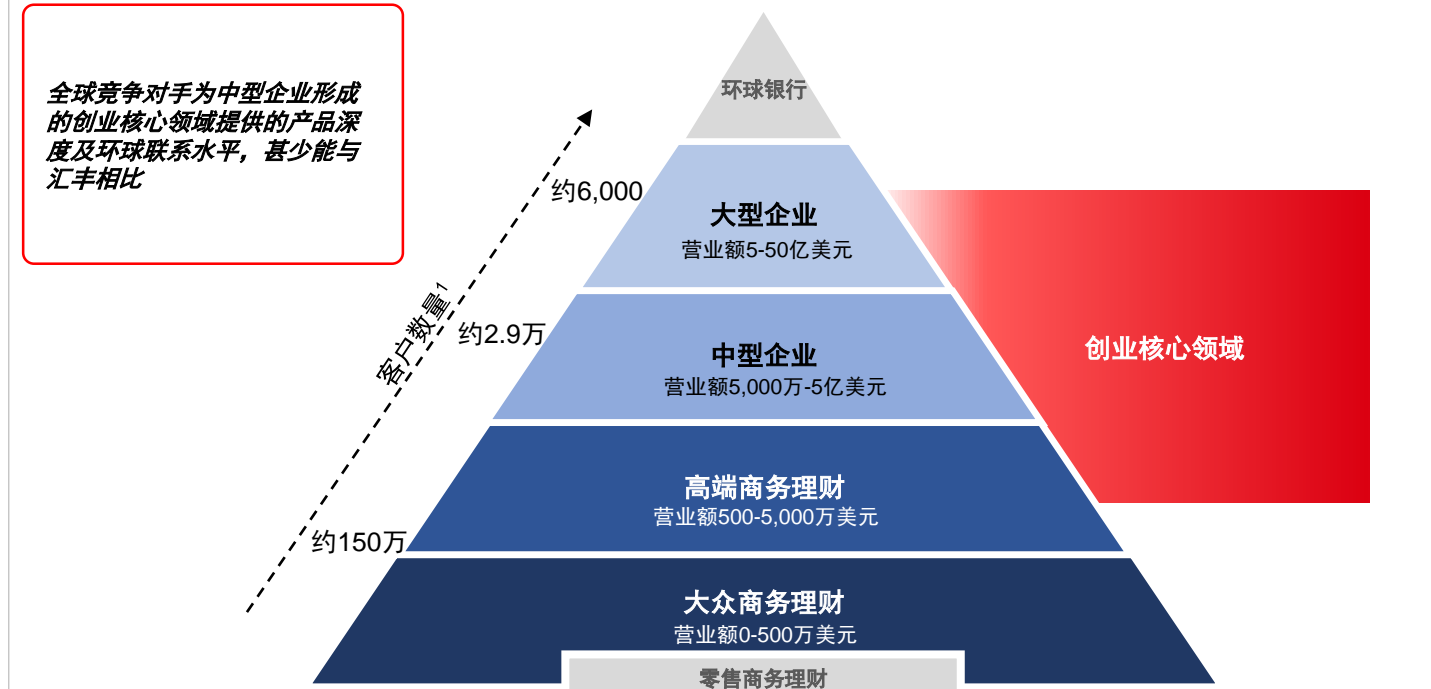 全球竞争对手为中型企业形成
的创业核心领域提供的产品深
度及环球联系水平，甚少能与
汇丰相比
环球银行
约6,000
大型企业
营业额5-50亿美元
客户数量1
约2.9万
中型企业
营业额5,000万-5亿美元
创业核心领域
高端商务理财
营业额500-5,000万美元
约150万
大众商务理财
营业额0-500万美元
零售商务理财